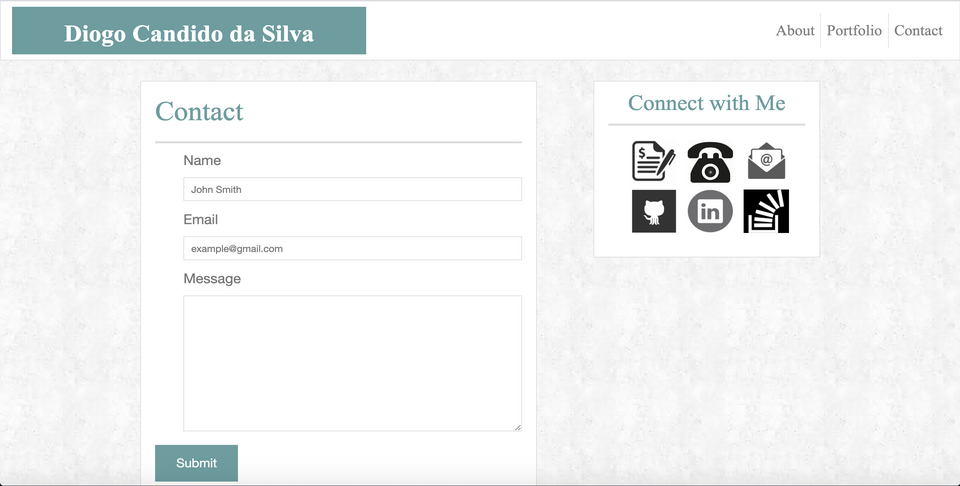 Diogo Candido da Silva
About
Portfolio
Contact
Contact
Name
John Smith
Email
example@gmail.com
Message
Submit
Connect with Me
$
@
in